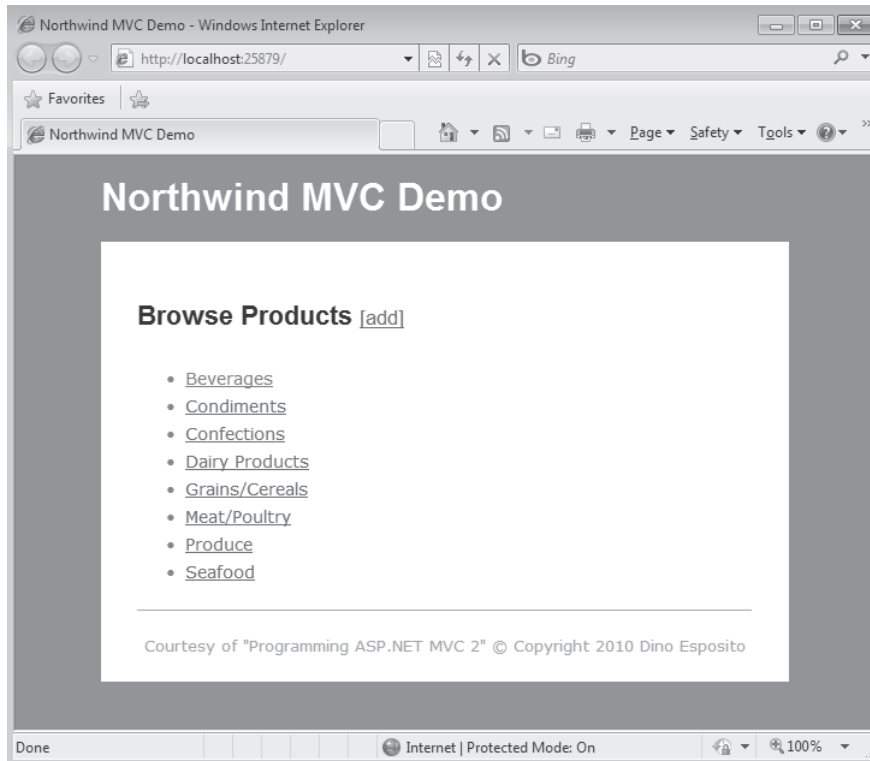 Northwind MVC Demo - Windows Internet Explorer
http://localhost:25879/
Bing
Favorites
Northwind MVC Demo
Page Safety Tools
Northwind MVC Demo
Browse Products [add]
• Beverages
• Condiments
• Confections
• Dairy Products
• Grains/Cereals
• Meat/Poultry
• Produce
• Seafood
Courtesy of "Programming ASP.NET MVC 2" © Copyright 2010 Dino Esposito
Done Internet | Protected Mode: On 100%